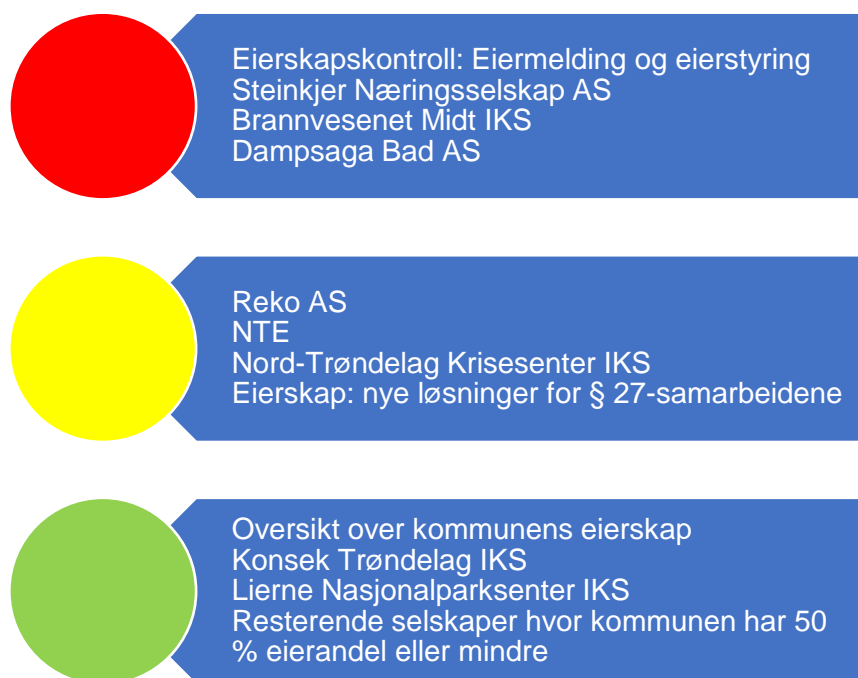 Eierskapskontroll: Eiermelding og eierstyring
Steinkjer Næringsselskap AS
Brannvesenet Midt IKS
Dampsaga Bad AS
Reko AS
NTE
Nord-Trøndelag Krisesenter IKS
Eierskap: nye løsninger for § 27-samarbeidene
Oversikt over kommunens eierskap
Konsek Trøndelag IKS
Lierne Nasjonalparksenter IKS
Resterende selskaper hvor kommunen har 50
% eierandel eller mindre